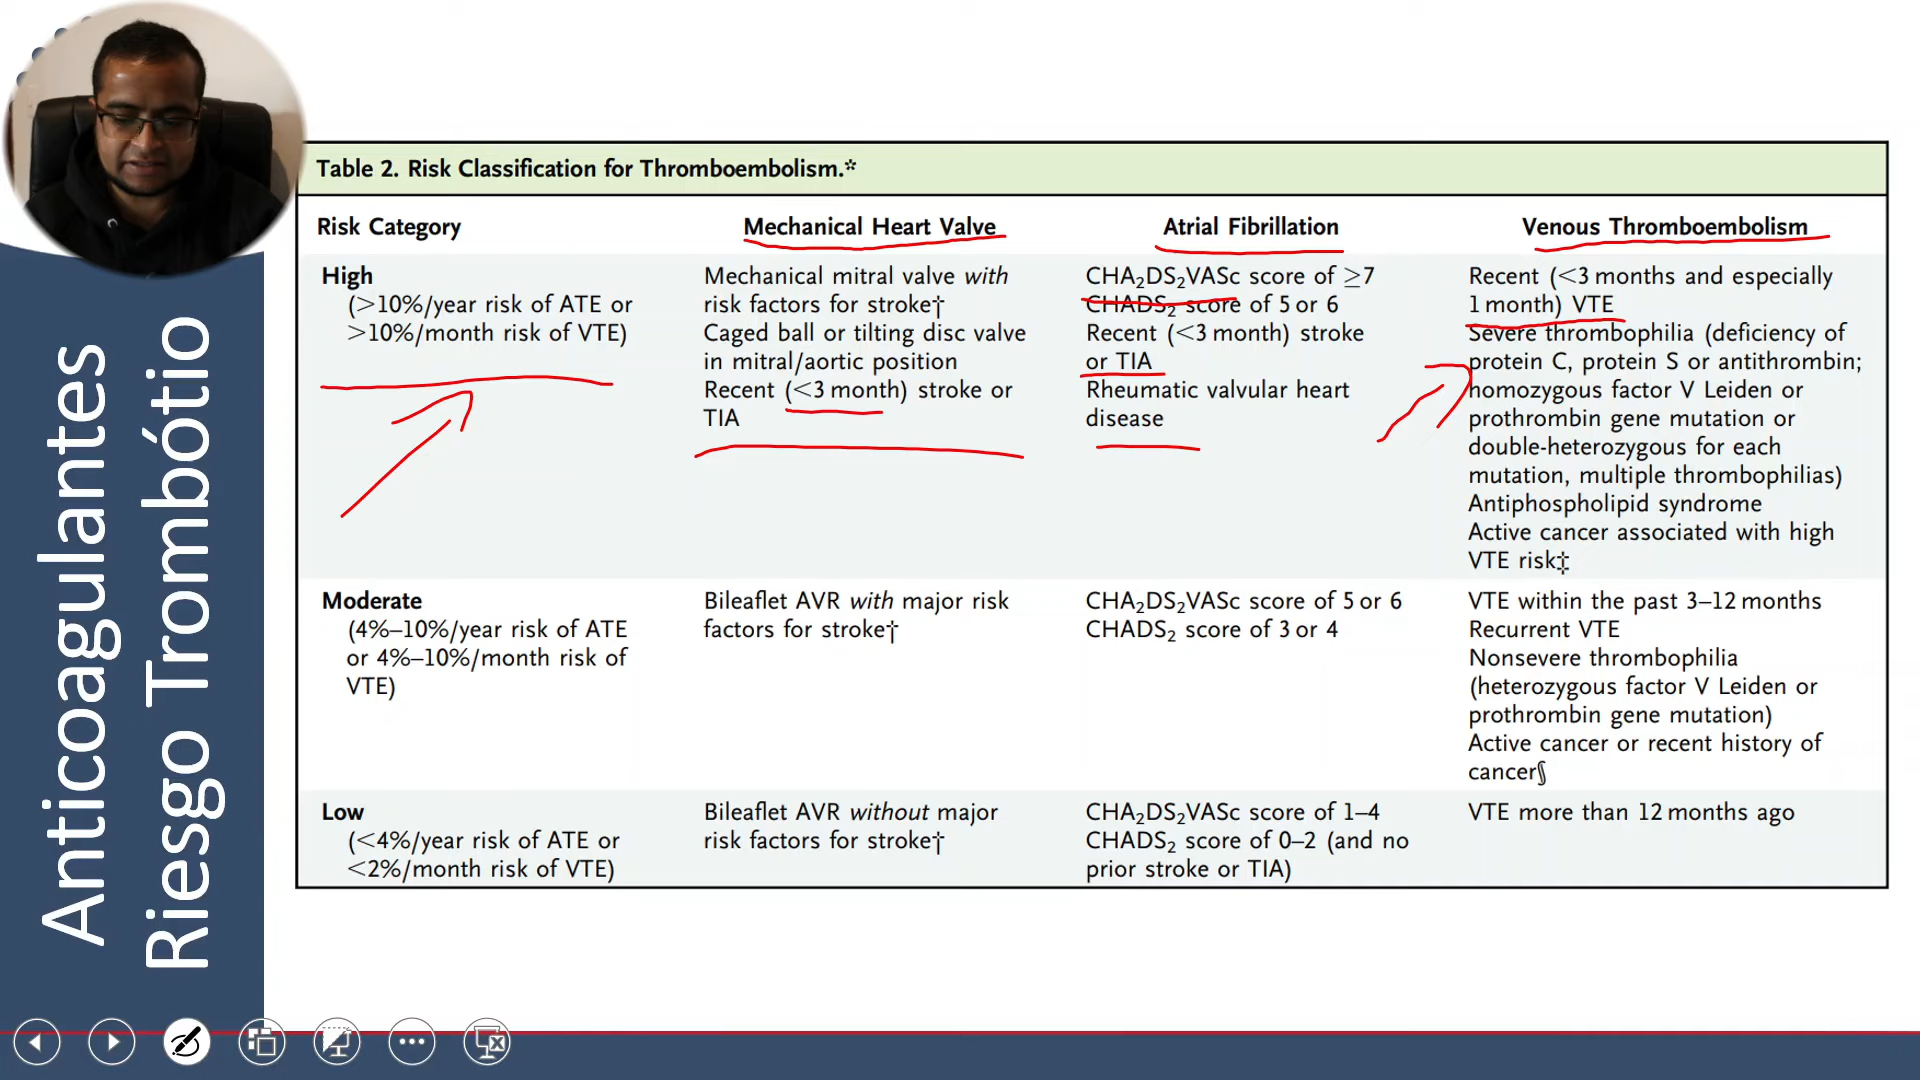 Anticoagulantes
Riesgo Trombótio
Table 2. Risk Classification for Thromboembolism.*
Risk Category
Mechanical Heart Valve
Atrial Fibrillation
Venous Thromboembolism
High
(>10%/year risk of ATE or
>10%/month risk of VTE)
Mechanical mitral valve with
risk factors for stroke†
Caged ball or tilting disc valve
in mitral/aortic position
Recent (<3 month) stroke or
TIA
CHA₂DS₂VASc score of ≥7
CHADS₂ score of 5 or 6
Recent (<3 month) stroke
or TIA
Rheumatic valvular heart
disease
Recent (<3 months and especially
1 month) VTE
Severe thrombophilia (deficiency of
protein C, protein S or antithrombin;
homozygous factor V Leiden or
prothrombin gene mutation or
double-heterozygous for each
mutation, multiple thrombophilias)
Antiphospholipid syndrome
Active cancer associated with high
VTE risk‡
Moderate
(4%–10%/year risk of ATE
or 4%–10%/month risk of
VTE)
Bileaflet AVR with major risk
factors for stroke†
CHA₂DS₂VASc score of 5 or 6
CHADS₂ score of 3 or 4
VTE within the past 3–12 months
Recurrent VTE
Nonsevere thrombophilia
(heterozygous factor V Leiden or
prothrombin gene mutation)
Active cancer or recent history of
cancer§
Low
(<4%/year risk of ATE or
<2%/month risk of VTE)
Bileaflet AVR without major
risk factors for stroke†
CHA₂DS₂VASc score of 1–4
CHADS₂ score of 0–2 (and no
prior stroke or TIA)
VTE more than 12 months ago